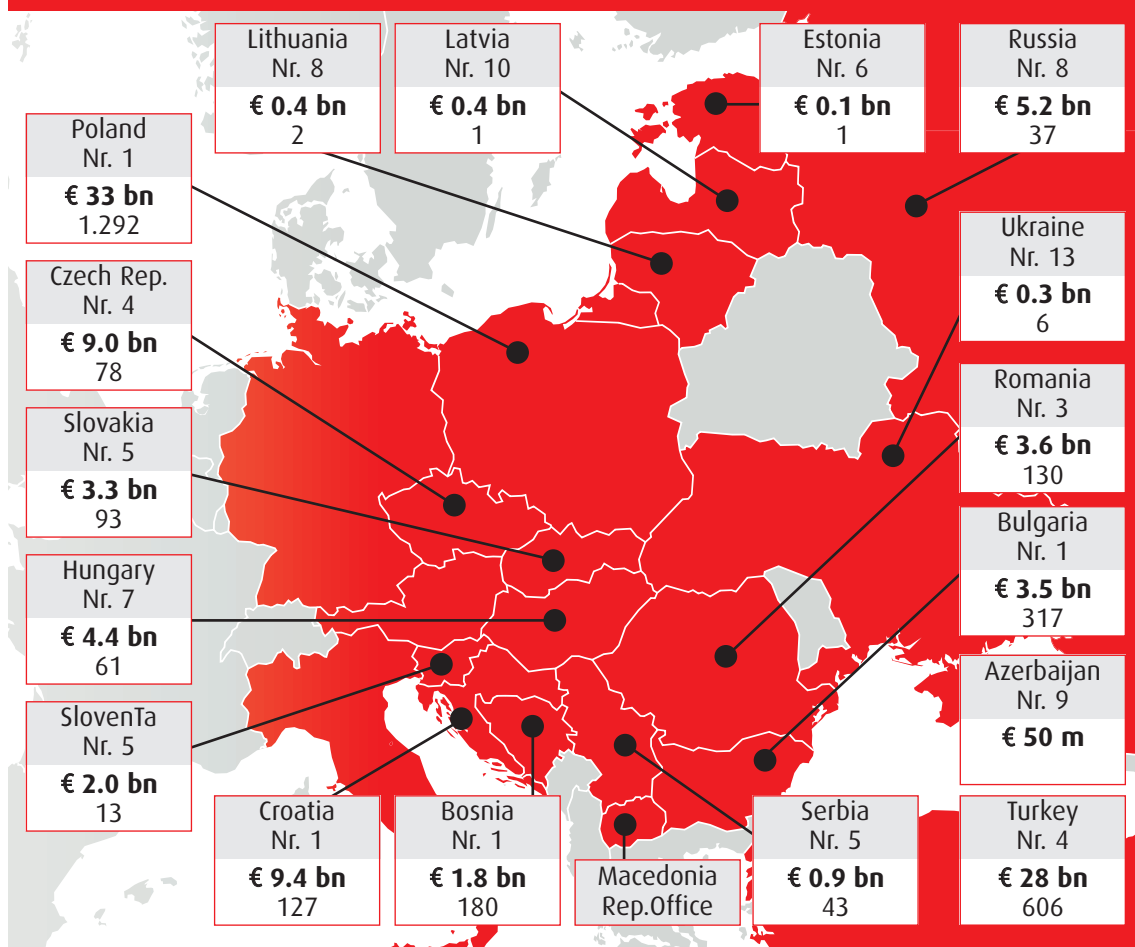 Lithuania
Nr. 8
€ 0.4 bn
2
Latvia
Nr. 10
€ 0.4 bn
1
Estonia
Nr. 6
€ 0.1 bn
1
Russia
Nr. 8
€ 5.2 bn
37
Poland
Nr. 1
€ 33 bn
1.292
Ukraine
Nr. 13
€ 0.3 bn
6
Czech Rep.
Nr. 4
€ 9.0 bn
78
Romania
Nr. 3
€ 3.6 bn
130
Slovakia
Nr. 5
€ 3.3 bn
93
Bulgaria
Nr. 1
€ 3.5 bn
317
Hungary
Nr. 7
€ 4.4 bn
61
Azerbaijan
Nr. 9
€ 50 m
SlovenTa
Nr. 5
€ 2.0 bn
13
Croatia
Nr. 1
€ 9.4 bn
127
Bosnia
Nr. 1
€ 1.8 bn
180
Macedonia
Rep.Office
Serbia
Nr. 5
€ 0.9 bn
43
Turkey
Nr. 4
€ 28 bn
606